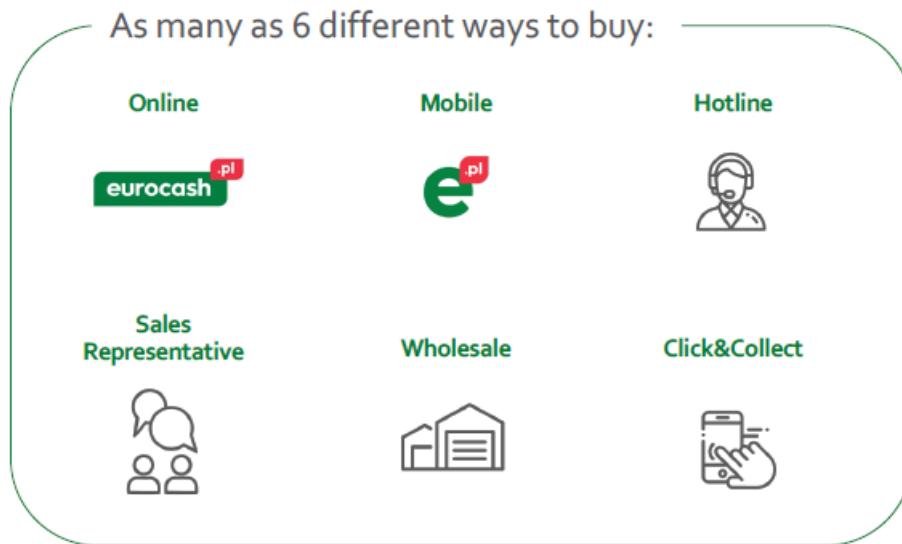 As many as 6 different ways to buy:
Online
Mobile
Hotline
eurocash .pl
e .pl
Sales
Representative
Wholesale
Click&Collect